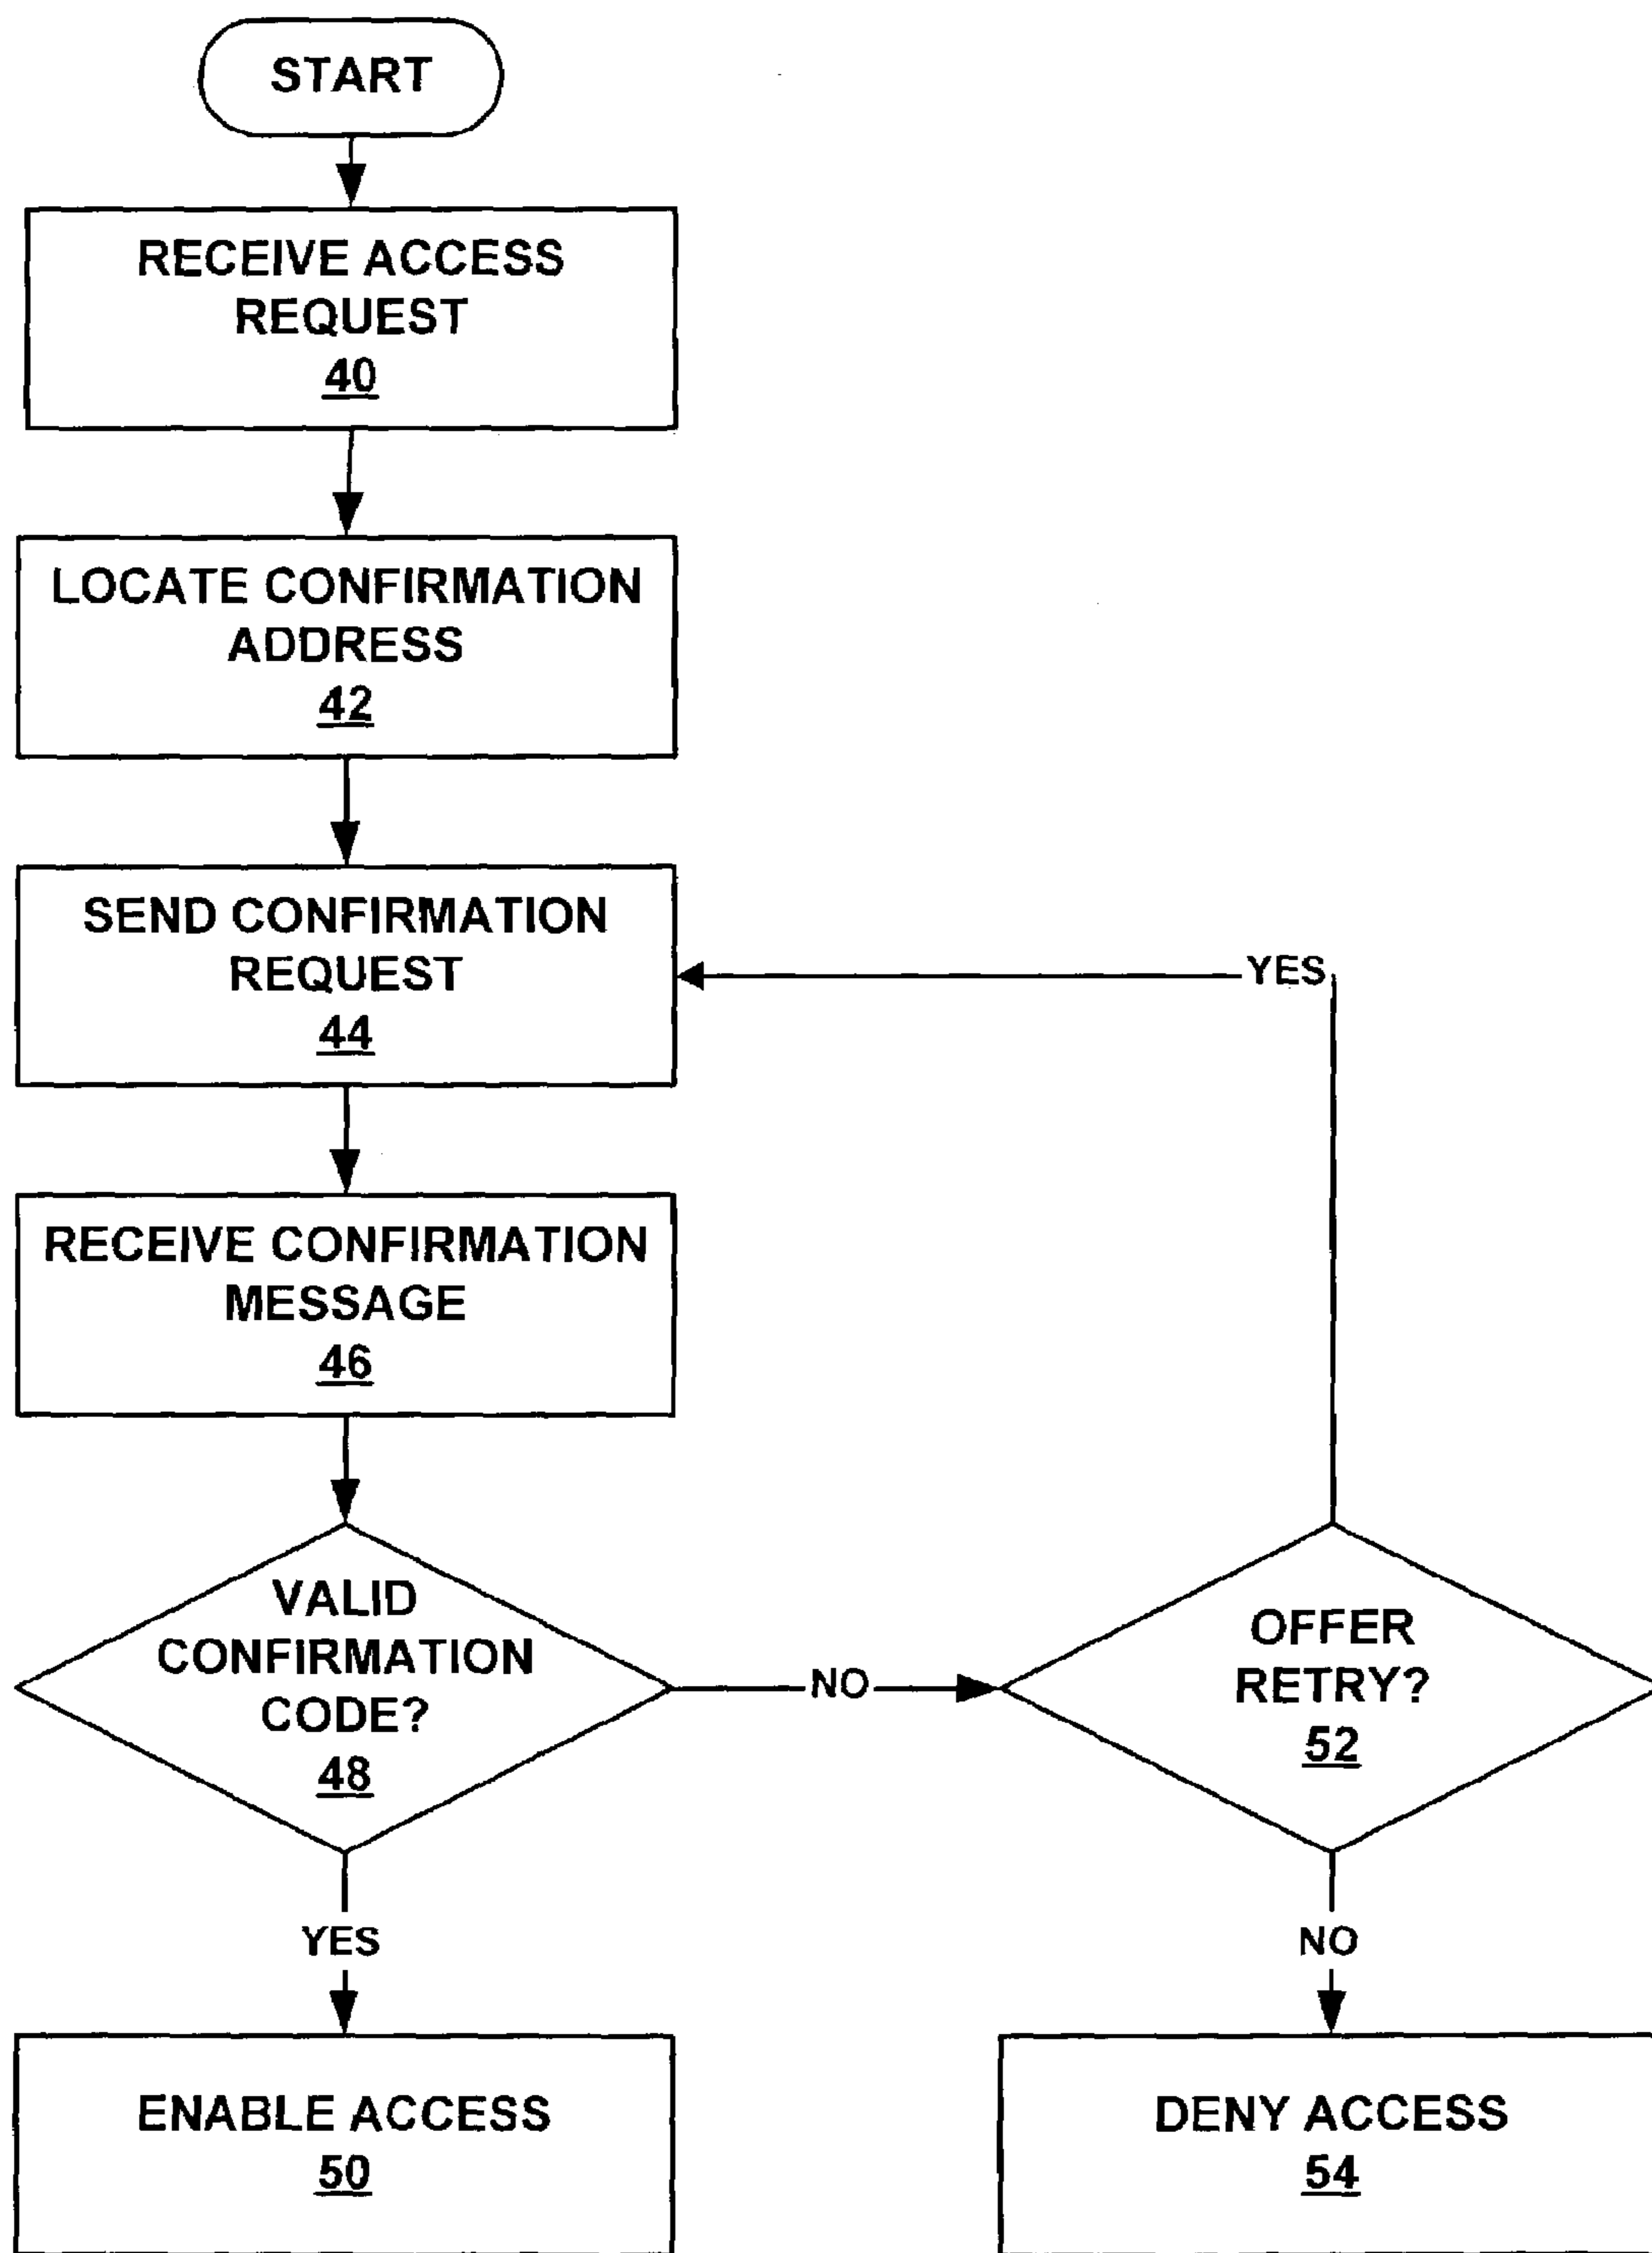 START
RECEIVE ACCESS
REQUEST
40
LOCATE CONFIRMATION
ADDRESS
42
SEND CONFIRMATION
REQUEST
44
YES
RECEIVE CONFIRMATION
MESSAGE
46
VALID
CONFIRMATION
CODE?
48
NO
OFFER
RETRY?
52
YES
NO
ENABLE ACCESS
50
DENY ACCESS
54